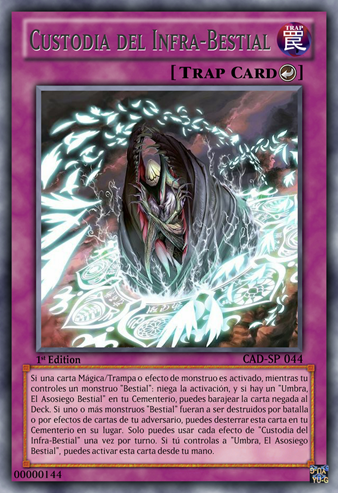 CUSTODIA DEL INFRA-BESTIAL
TRAP
罠
[ TRAP CARD ]
1st Edition
CAD-SP 044
Si una carta Mágica/Trampa o efecto de monstruo es activado, mientras tu
controles un monstruo "Bestial": niega la activación, y si hay un "Umbra,
El Asosiego Bestial" en tu Cementerio, puedes barajear la carta negada al
Deck. Si uno o más monstruos "Bestial" fueran a ser destruidos por batalla
o por efectos de cartas de tu adversario, puedes desterrar esta carta en tu
Cementerio en su lugar. Solo puedes usar cada efecto de "Custodia del
Infra-Bestial" una vez por turno. Si tú controlas a "Umbra, El Asosiego
Bestial", puedes activar esta carta desde tu mano.
00000144